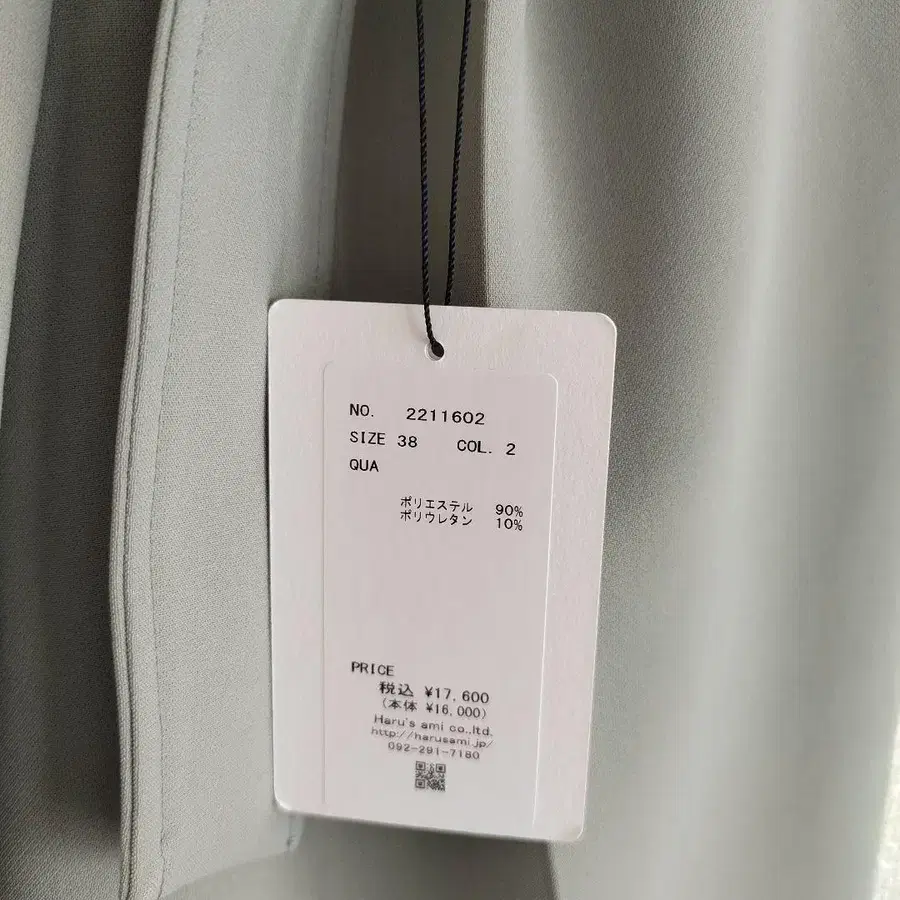 NO. 2211602
SIZE 38 COL. 2
QUA
ポリエステル 90%
ポリウレタン 10%
PRICE
税込 ¥17,600
(本体 ¥16,000)
Haru's ami co.,ltd.
http://harusami.jp/
092-291-7180